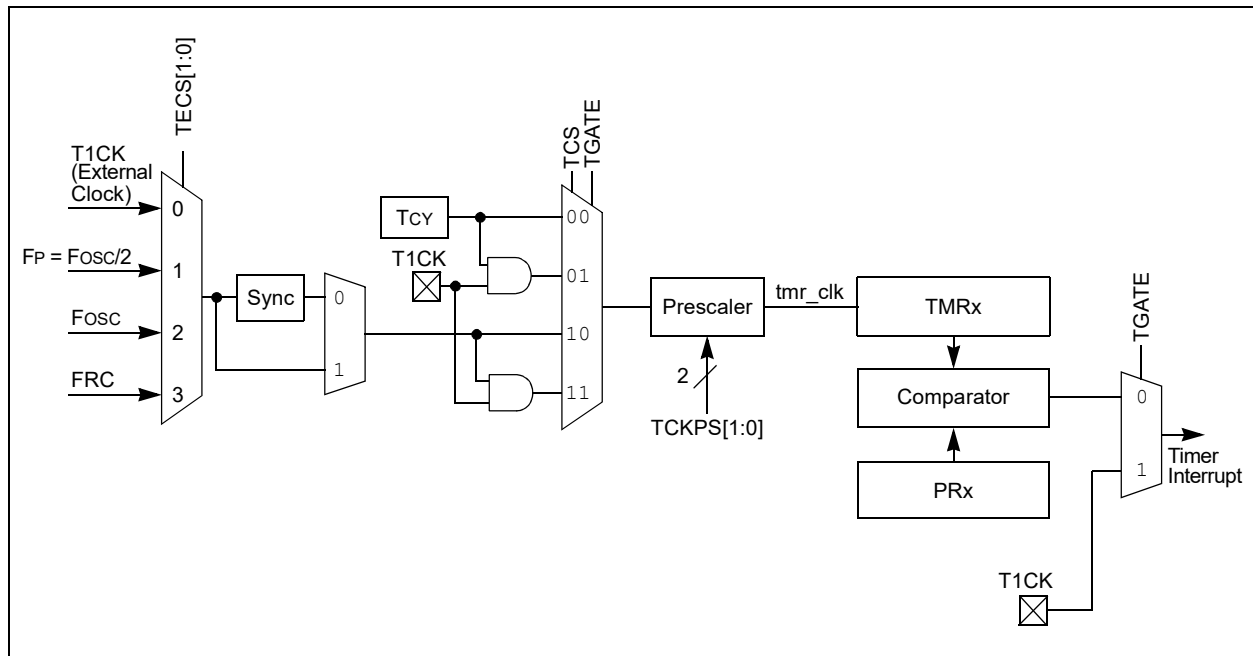 TECS[1:0]
T1CK
(External
Clock)
0
FP = FOSC/2
1
FOSC
2
FRC
3
Sync
0
1
TCY
T1CK
TCS
TGATE
00
01
10
11
Prescaler
2
TCKPS[1:0]
tmr_clk
TMRx
Comparator
PRx
TGATE
0
1
Timer
Interrupt
T1CK